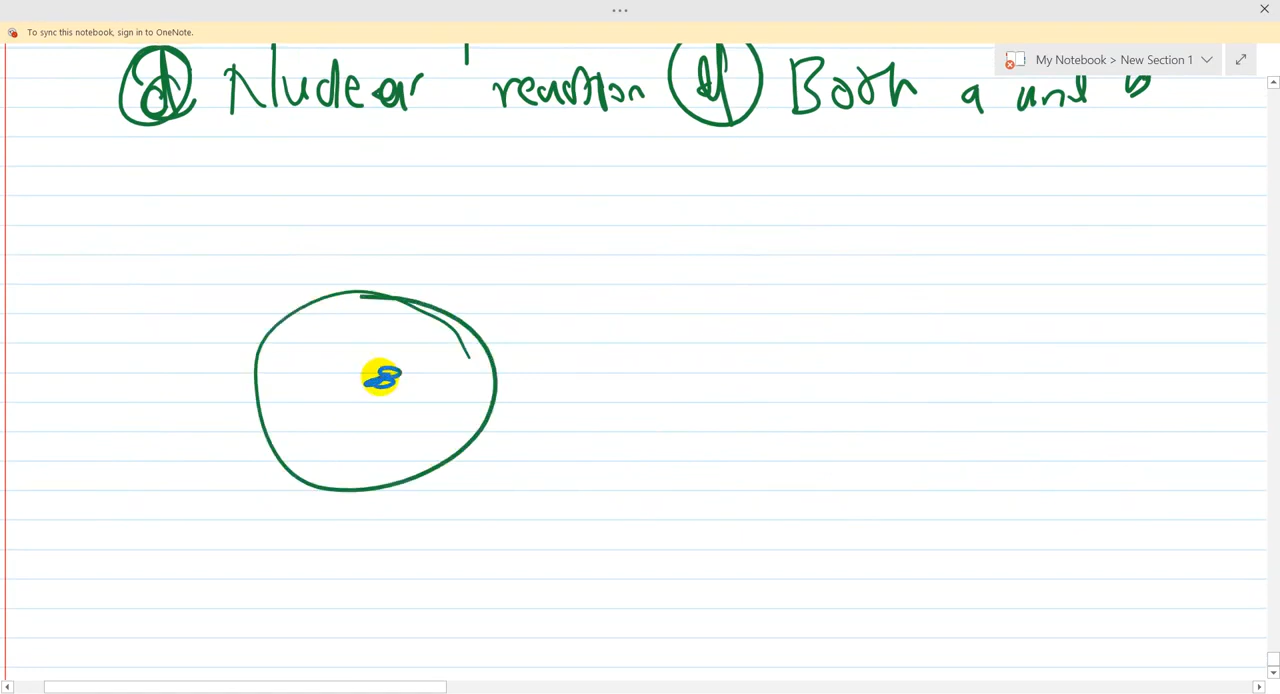 To sync this notebook, sign in to OneNote.
My Notebook > New Section 1
d Nuclear reaction d Both a and b